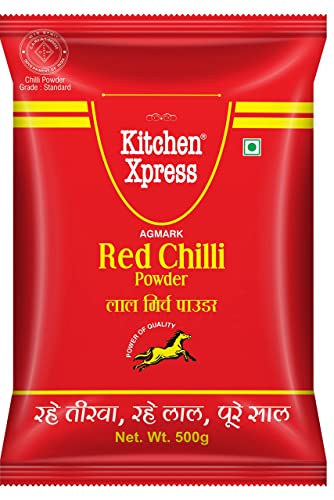 Chilli Powder
Grade : Standard
Kitchen®
Xpress
AGMARK
Red Chilli
Powder
लाल मिर्च पाउडर
POWER OF QUALITY
रहे तीखा, रहे लाल, पूरे साल
Net. Wt. 500g